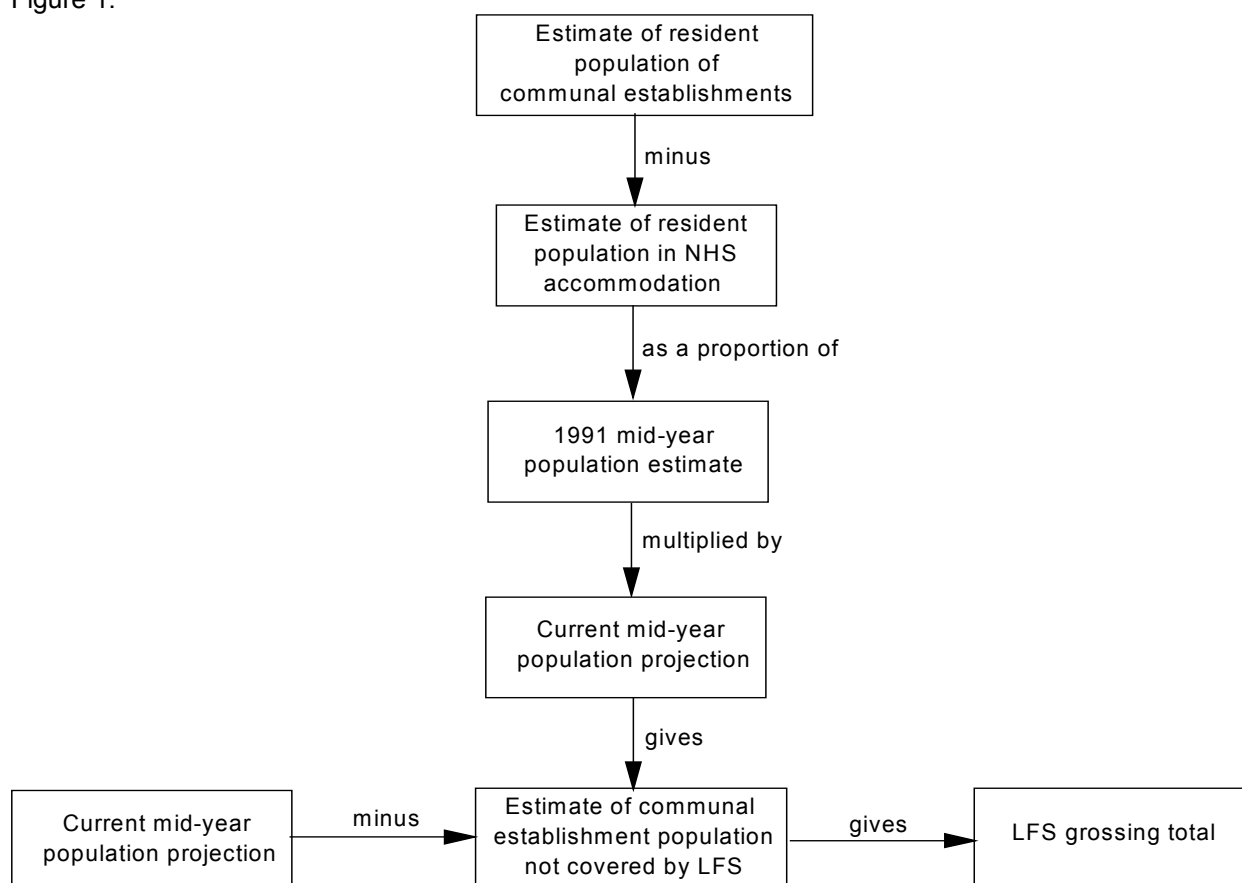 Figure 1.
Estimate of resident
population of
communal establishments
minus
Estimate of resident
population in NHS
accommodation
as a proportion of
1991 mid-year
population estimate
multiplied by
Current mid-year
population projection
gives
Current mid-year
population projection
minus
Estimate of communal
establishment population
not covered by LFS
gives
LFS grossing total